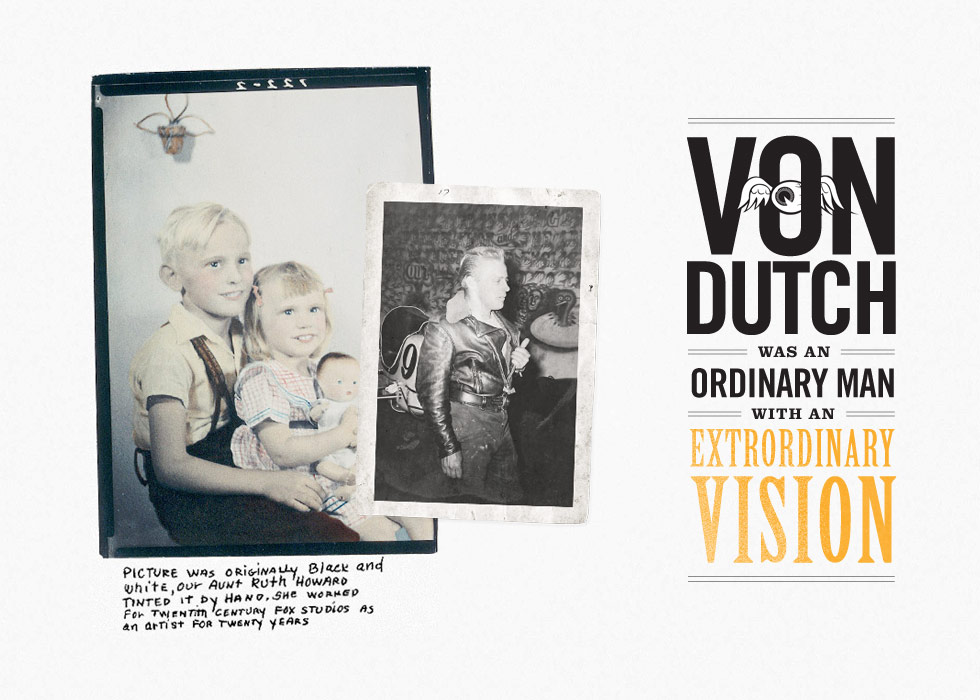 722-2
PICTURE WAS ORIGINALLY Black and
White, our AUNT RUTH HOWARD
TINTED IT by HAND. SHE WORKED
FOR TWENTIETH CENTURY FOX STUDIOS AS
an artist FOR TWENTY YEARS
9
VON
DUTCH
WAS AN
ORDINARY MAN
WITH AN
EXTRORDINARY
VISION